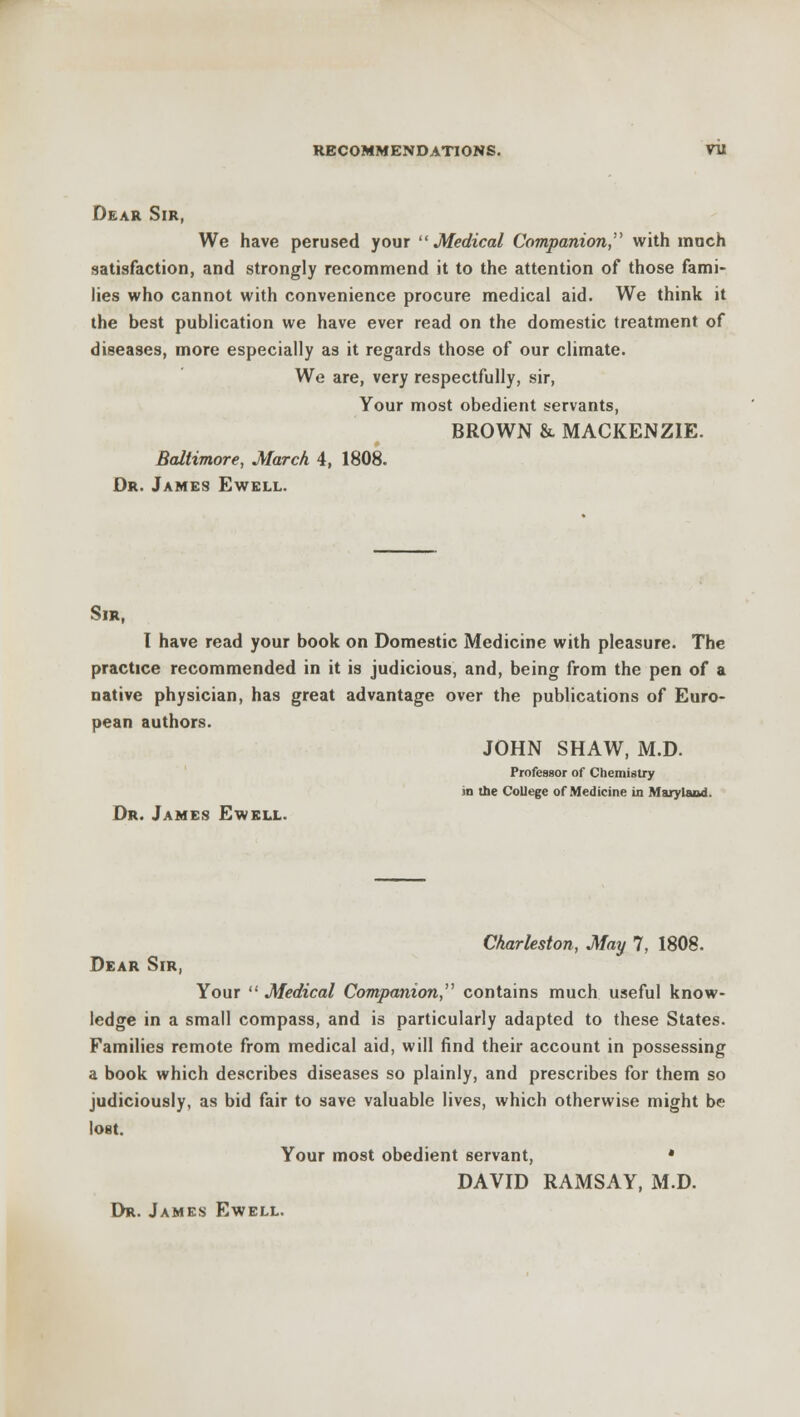 RECOMMENDATIONS. vii
DEAR SIR,
We have perused your "Medical Companion," with much
satisfaction, and strongly recommend it to the attention of those fami-
lies who cannot with convenience procure medical aid. We think it
the best publication we have ever read on the domestic treatment of
diseases, more especially as it regards those of our climate.
We are, very respectfully, sir,
Your most obedient servants,
BROWN & MACKENZIE.
Baltimore, March 4, 1808.
DR. JAMES EWELL.
SIR,
I have read your book on Domestic Medicine with pleasure. The
practice recommended in it is judicious, and, being from the pen of a
native physician, has great advantage over the publications of Euro-
pean authors.
JOHN SHAW, M.D.
Professor of Chemistry
in the College of Medicine in Maryland.
DR. JAMES EWELL.
Charleston, May 7, 1808.
DEAR SIR,
Your "Medical Companion," contains much useful know-
ledge in a small compass, and is particularly adapted to these States.
Families remote from medical aid, will find their account in possessing
a book which describes diseases so plainly, and prescribes for them so
judiciously, as bid fair to save valuable lives, which otherwise might be
lost.
Your most obedient servant,
DAVID RAMSAY, M.D.
DR. JAMES EWELL.